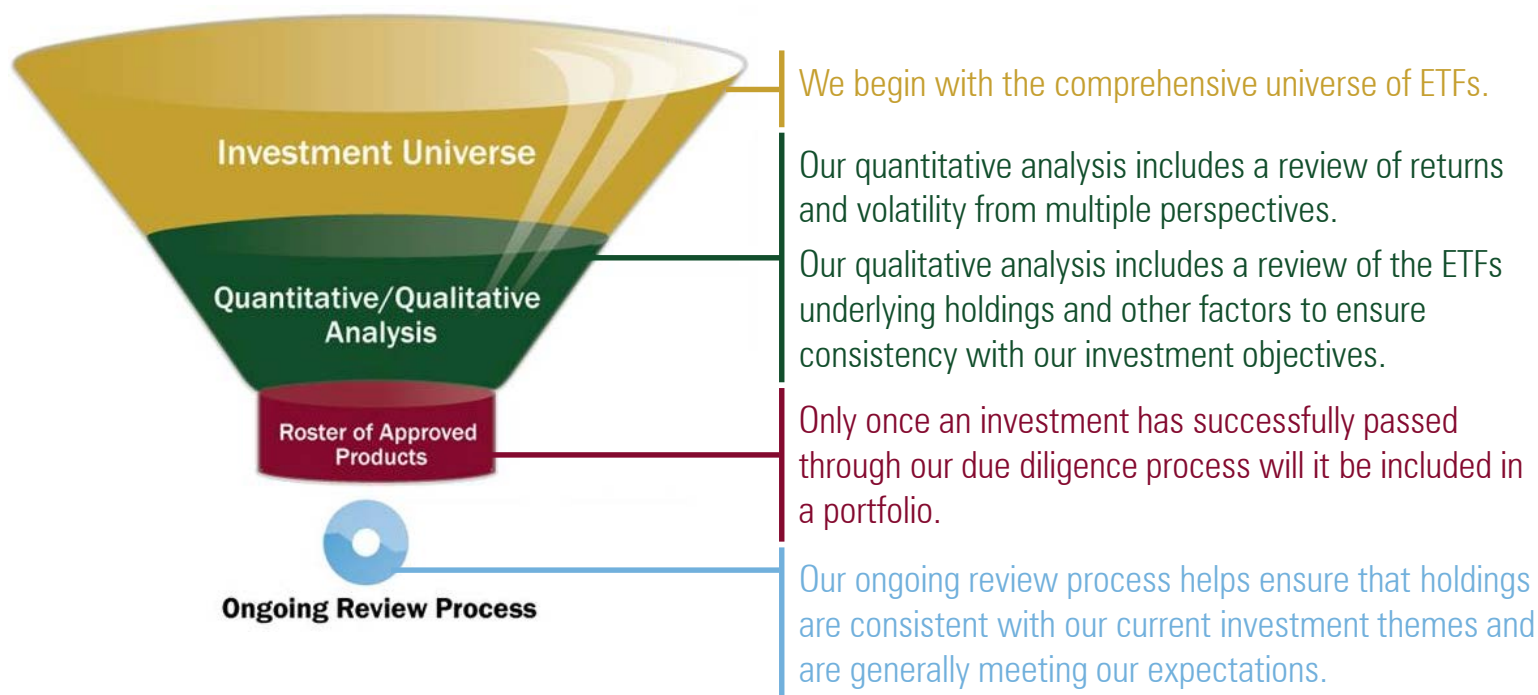 Investment Universe
Quantitative/Qualitative
Analysis
Roster of Approved
Products
Ongoing Review Process
We begin with the comprehensive universe of ETFs.
Our quantitative analysis includes a review of returns
and volatility from multiple perspectives.
Our qualitative analysis includes a review of the ETFs
underlying holdings and other factors to ensure
consistency with our investment objectives.
Only once an investment has successfully passed
through our due diligence process will it be included in
a portfolio.
Our ongoing review process helps ensure that holdings
are consistent with our current investment themes and
are generally meeting our expectations.